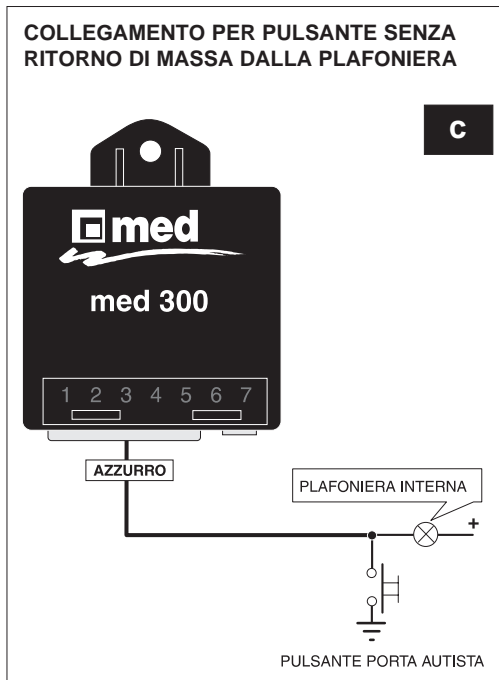 COLLEGAMENTO PER PULSANTE SENZA
RITORNO DI MASSA DALLA PLAFONIERA
C
med
med 300
1 2 3 4 5 6 7
AZZURRO
PLAFONIERA INTERNA
+
PULSANTE PORTA AUTISTA